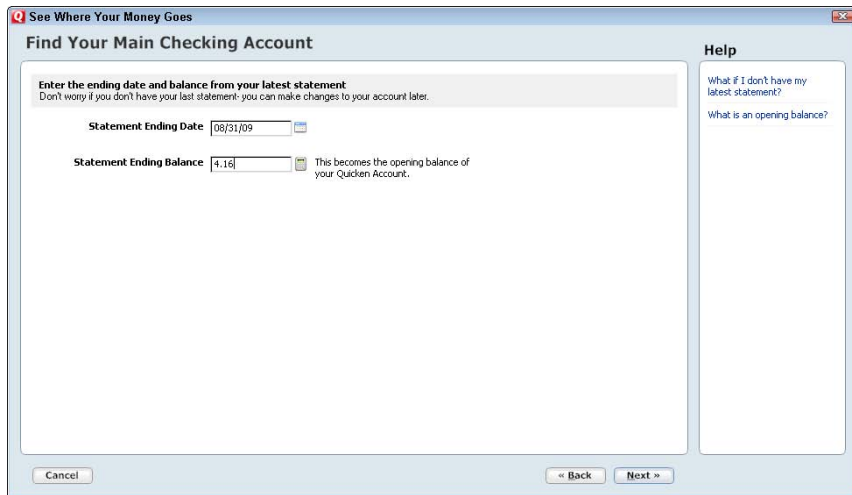 Q See Where Your Money Goes
Find Your Main Checking Account
Help
Enter the ending date and balance from your latest statement
Don't worry if you don't have your last statement- you can make changes to your account later.
Statement Ending Date 08/31/09
Statement Ending Balance 4.16 This becomes the opening balance of
your Quicken Account.
What if I don't have my
latest statement?
What is an opening balance?
Cancel
« Back
Next »